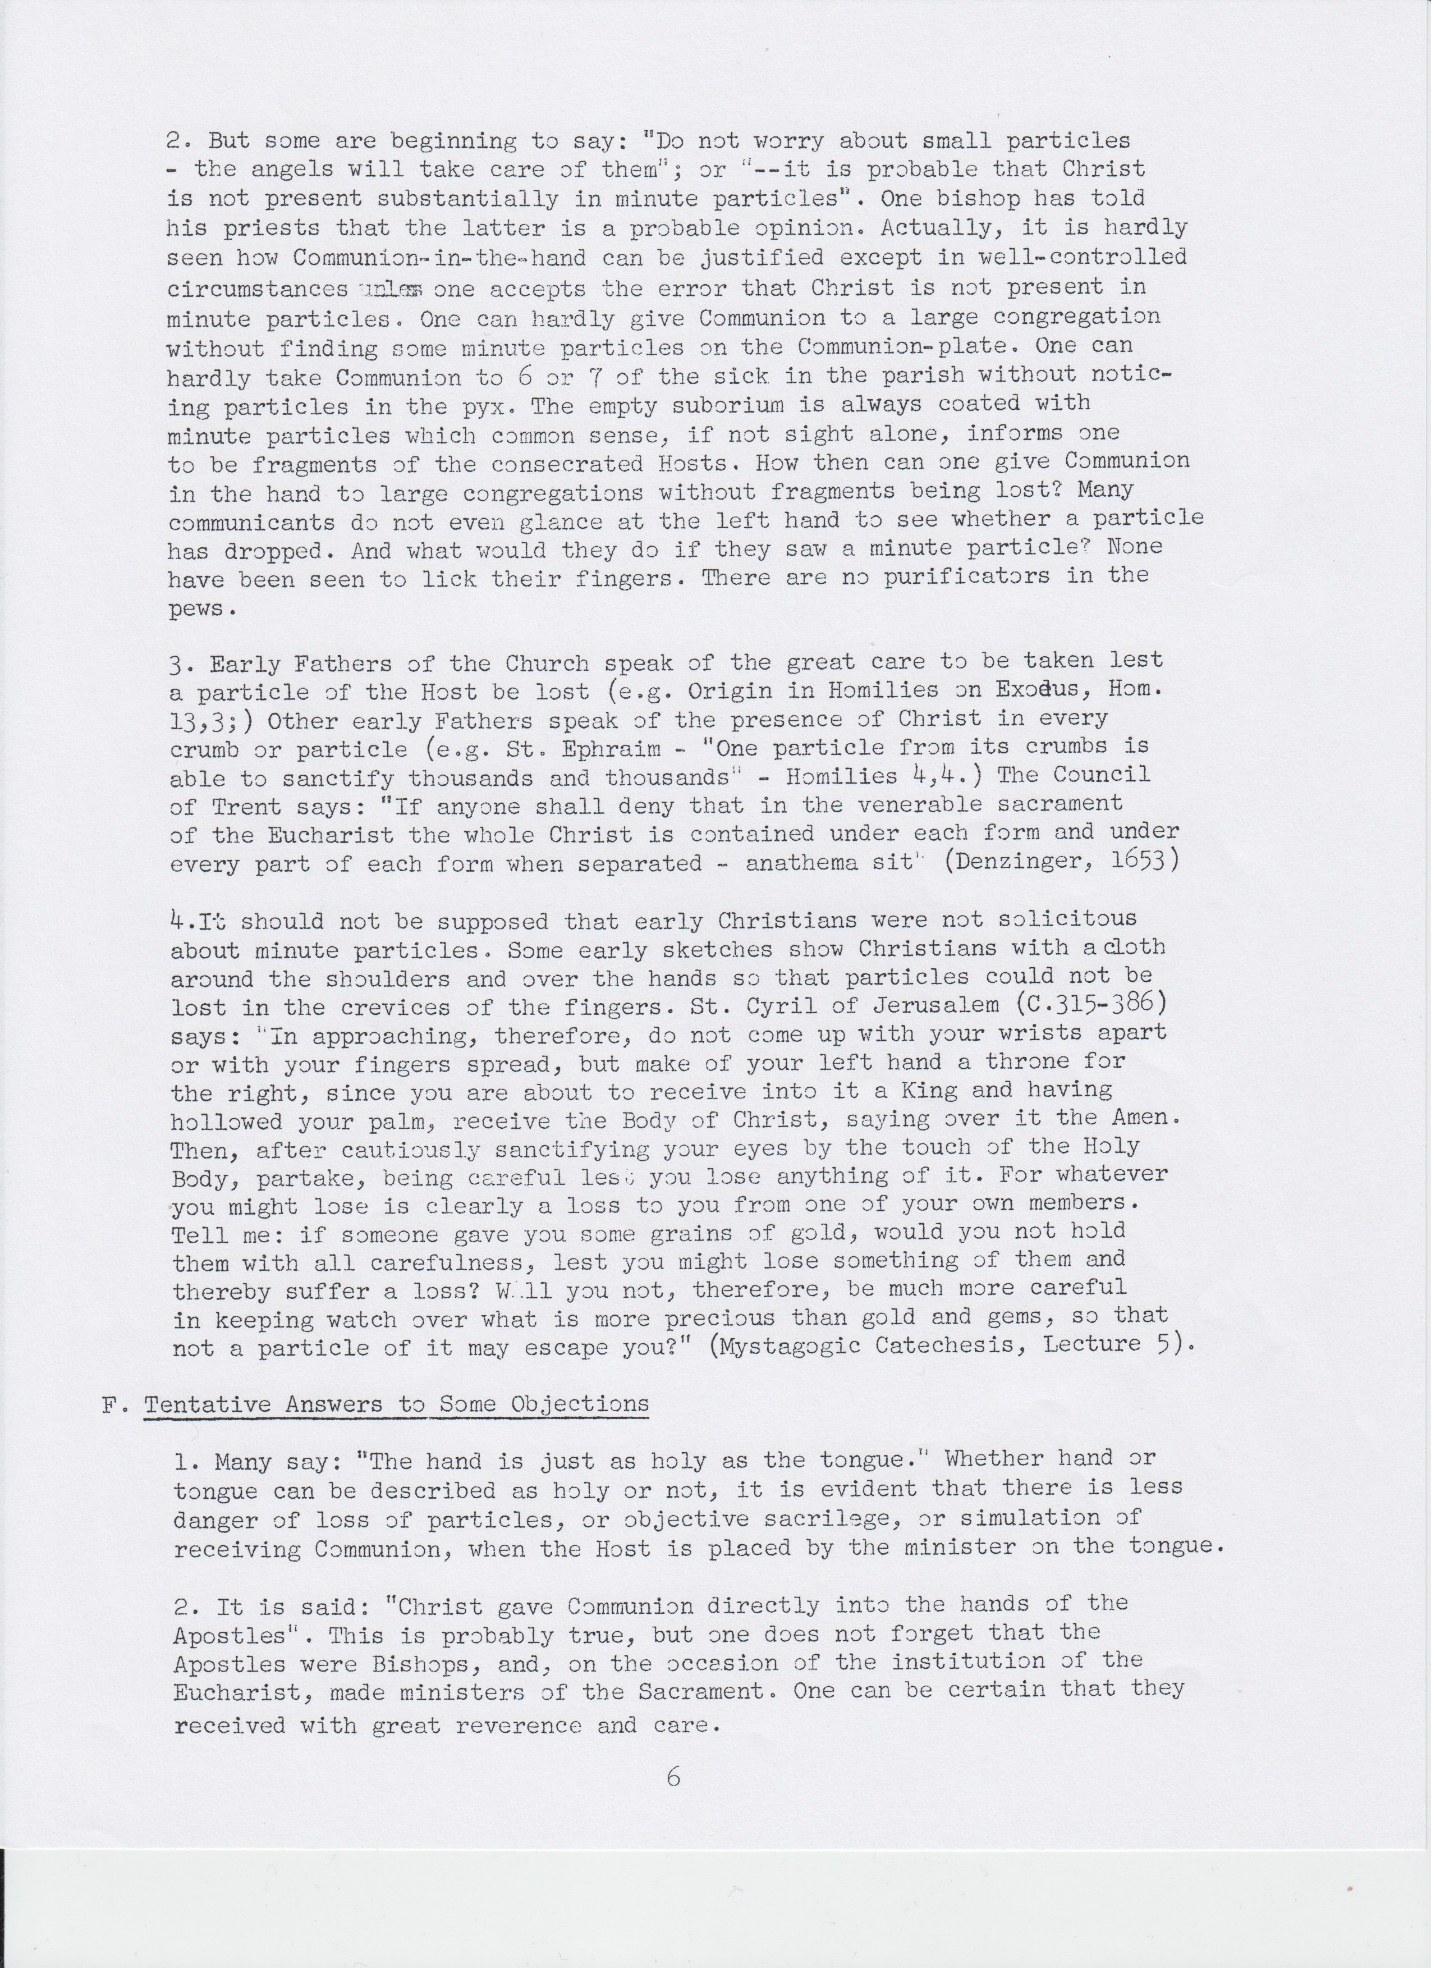 2. But some are beginning to say: "Do not worry about small particles
- the angels will take care of them"; or "--it is probable that Christ
is not present substantially in minute particles". One bishop has told
his priests that the latter is a probable opinion. Actually, it is hardly
seen how Communion-in-the-hand can be justified except in well-controlled
circumstances unless one accepts the error that Christ is not present in
minute particles. One can hardly give Communion to a large congregation
without finding some minute particles on the Communion-plate. One can
hardly take Communion to 6 or 7 of the sick in the parish without notic-
ing particles in the pyx. The empty suborium is always coated with
minute particles which common sense, if not sight alone, informs one
to be fragments of the consecrated Hosts. How then can one give Communion
in the hand to large congregations without fragments being lost? Many
communicants do not even glance at the left hand to see whether a particle
has dropped. And what would they do if they saw a minute particle? None
have been seen to lick their fingers. There are no purificators in the
pews.
3. Early Fathers of the Church speak of the great care to be taken lest
a particle of the Host be lost (e.g. Origin in Homilies on Exodus, Hom.
13,3;) Other early Fathers speak of the presence of Christ in every
crumb or particle (e.g. St. Ephraim - "One particle from its crumbs is
able to sanctify thousands and thousands" - Homilies 4,4.) The Council
of Trent says: "If anyone shall deny that in the venerable sacrament
of the Eucharist the whole Christ is contained under each form and under
every part of each form when separated - anathema sit" (Denzinger, 1653)
4.It should not be supposed that early Christians were not solicitous
about minute particles. Some early sketches show Christians with a cloth
around the shoulders and over the hands so that particles could not be
lost in the crevices of the fingers. St. Cyril of Jerusalem (C.315-386)
says: "In approaching, therefore, do not come up with your wrists apart
or with your fingers spread, but make of your left hand a throne for
the right, since you are about to receive into it a King and having
hollowed your palm, receive the Body of Christ, saying over it the Amen.
Then, after cautiously sanctifying your eyes by the touch of the Holy
Body, partake, being careful lest you lose anything of it. For whatever
you might lose is clearly a loss to you from one of your own members.
Tell me: if someone gave you some grains of gold, would you not hold
them with all carefulness, lest you might lose something of them and
thereby suffer a loss? Will you not, therefore, be much more careful
in keeping watch over what is more precious than gold and gems, so that
not a particle of it may escape you?" (Mystagogic Catechesis, Lecture 5).
F. Tentative Answers to Some Objections
1. Many say: "The hand is just as holy as the tongue." Whether hand or
tongue can be described as holy or not, it is evident that there is less
danger of loss of particles, or objective sacrilege, or simulation of
receiving Communion, when the Host is placed by the minister on the tongue.
2. It is said: "Christ gave Communion directly into the hands of the
Apostles". This is probably true, but one does not forget that the
Apostles were Bishops, and, on the occasion of the institution of the
Eucharist, made ministers of the Sacrament. One can be certain that they
received with great reverence and care.
6